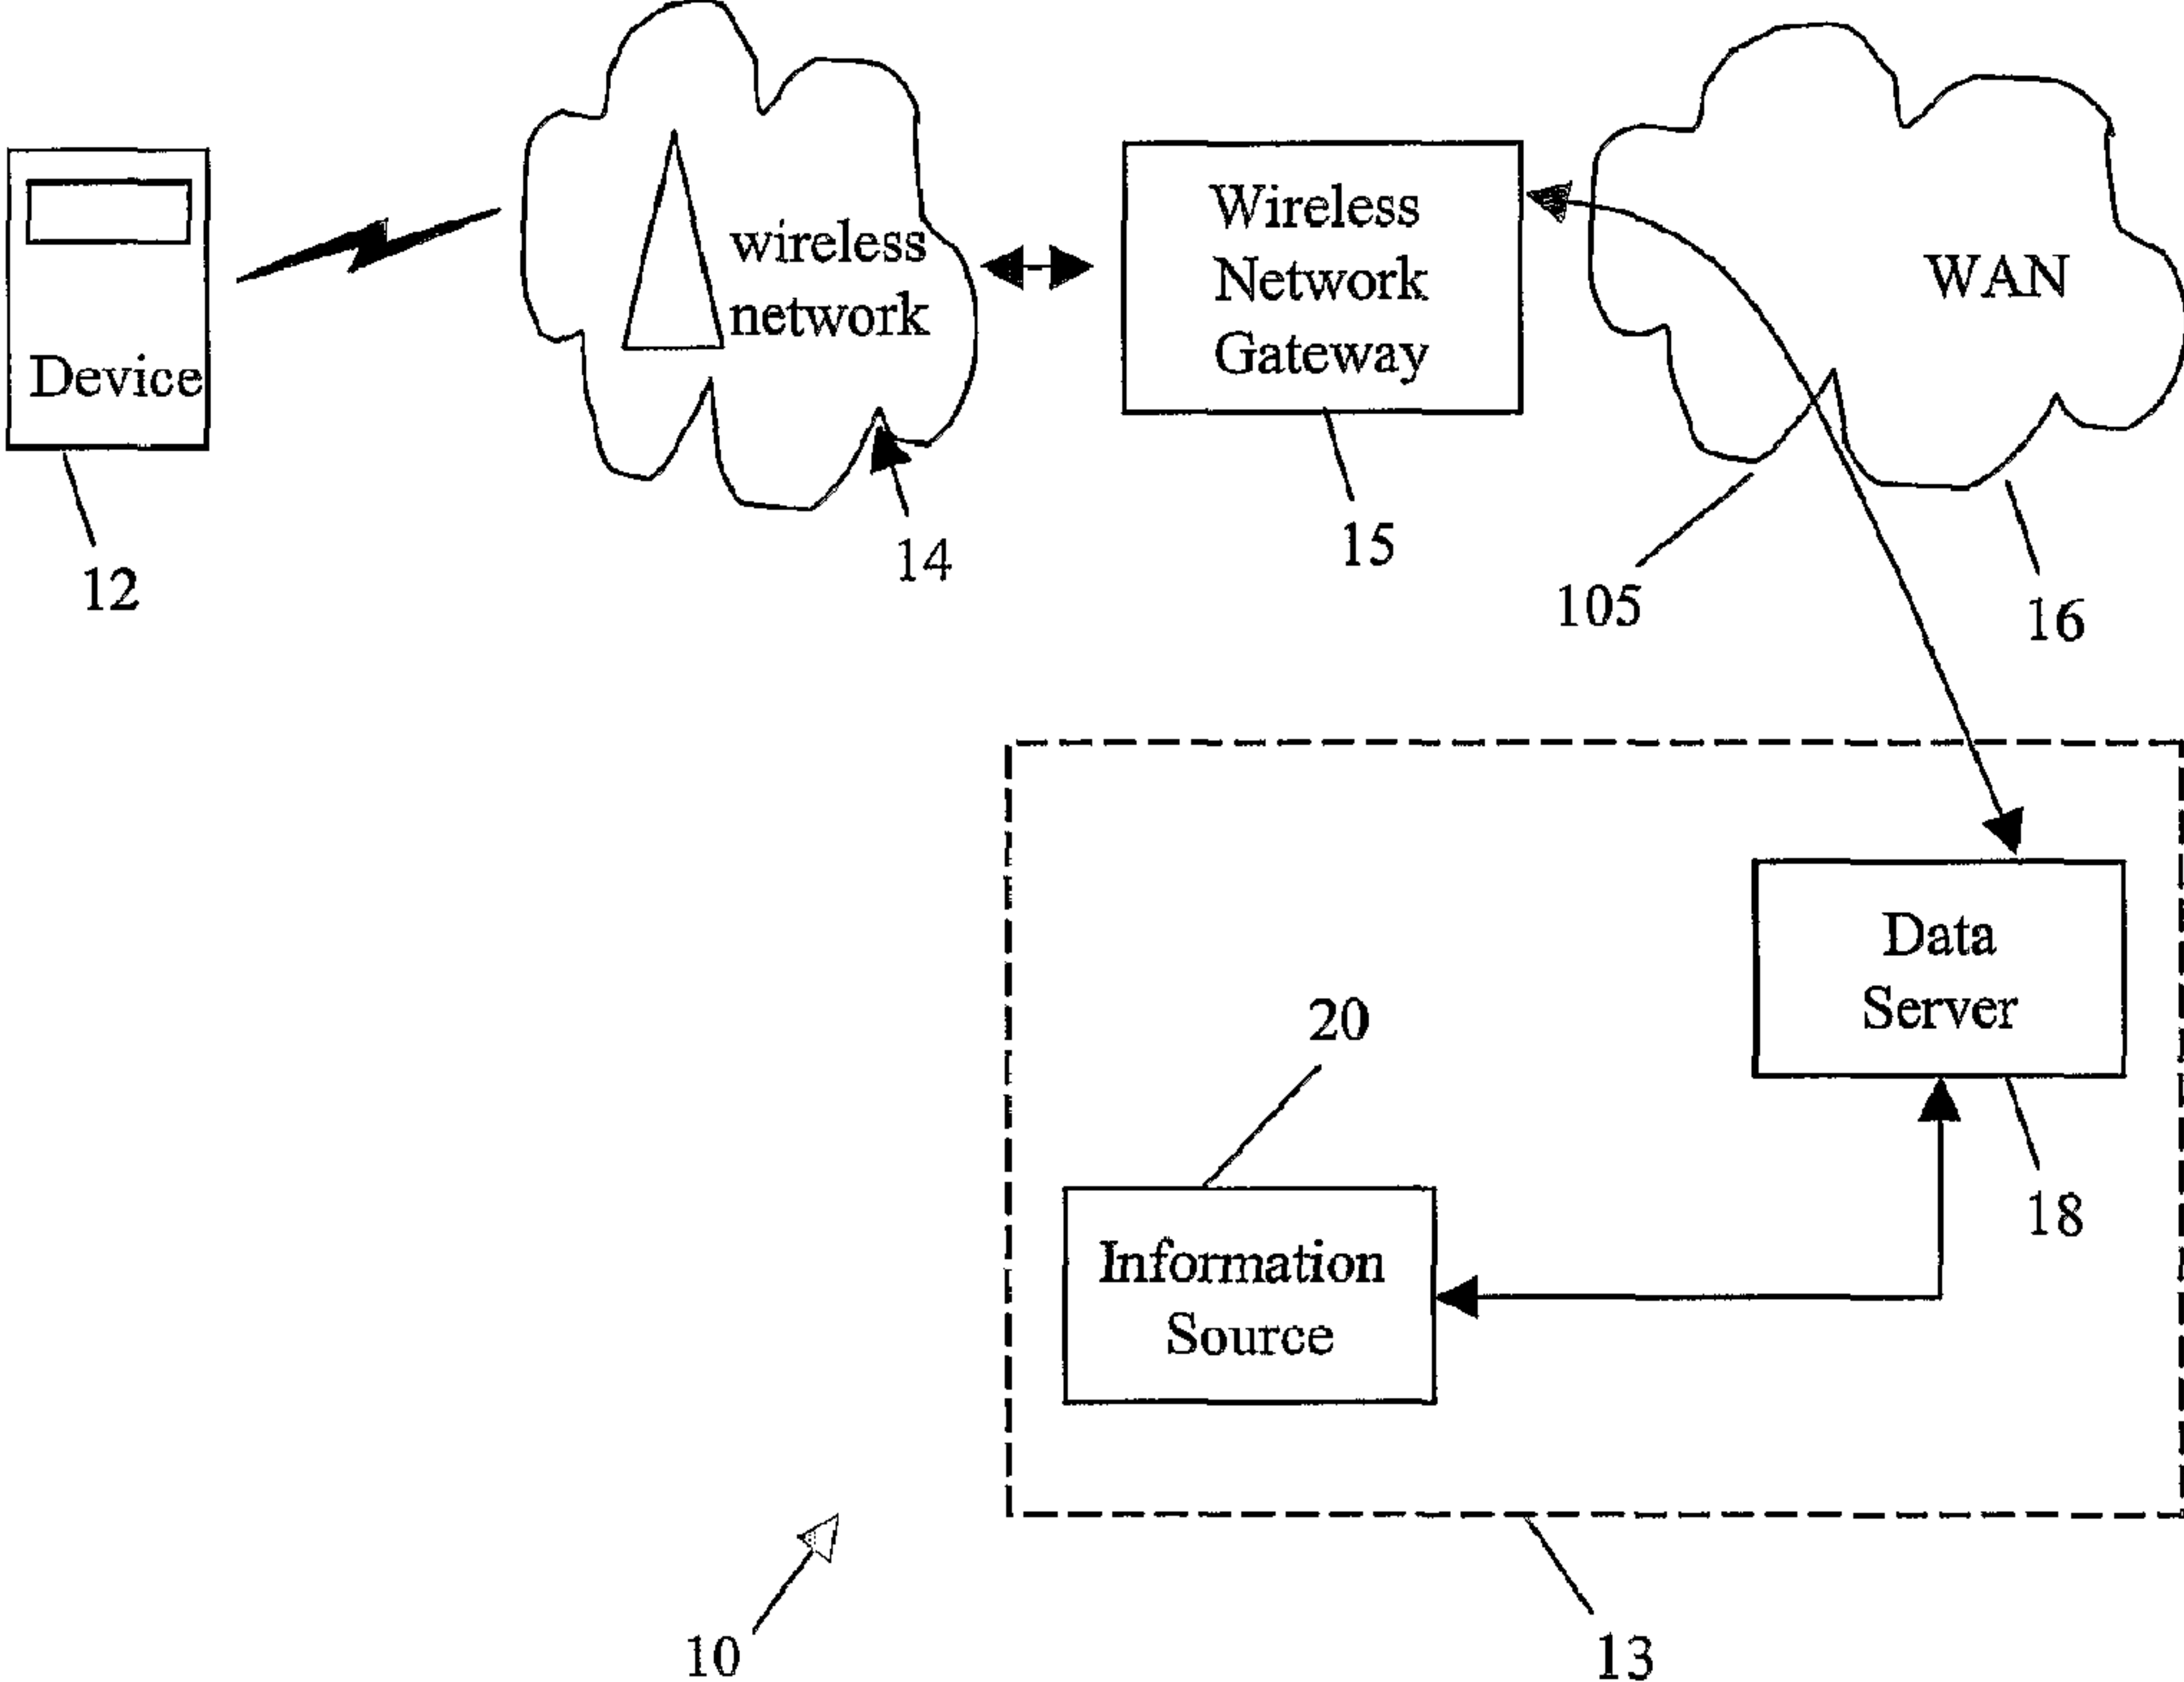 Device
12
wireless
network
14
Wireless
Network
Gateway
15
WAN
105
16
Data
Server
18
20
Information
Source
10
13